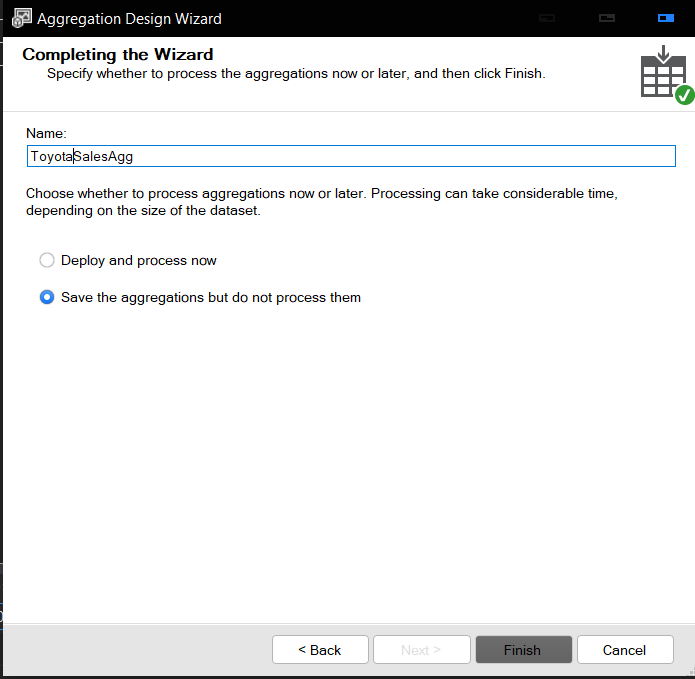 Aggregation Design Wizard
Completing the Wizard
Specify whether to process the aggregations now or later, and then click Finish.
Name:
ToyotaSalesAgg
Choose whether to process aggregations now or later. Processing can take considerable time,
depending on the size of the dataset.
Deploy and process now
Save the aggregations but do not process them
< Back
Next >
Finish
Cancel